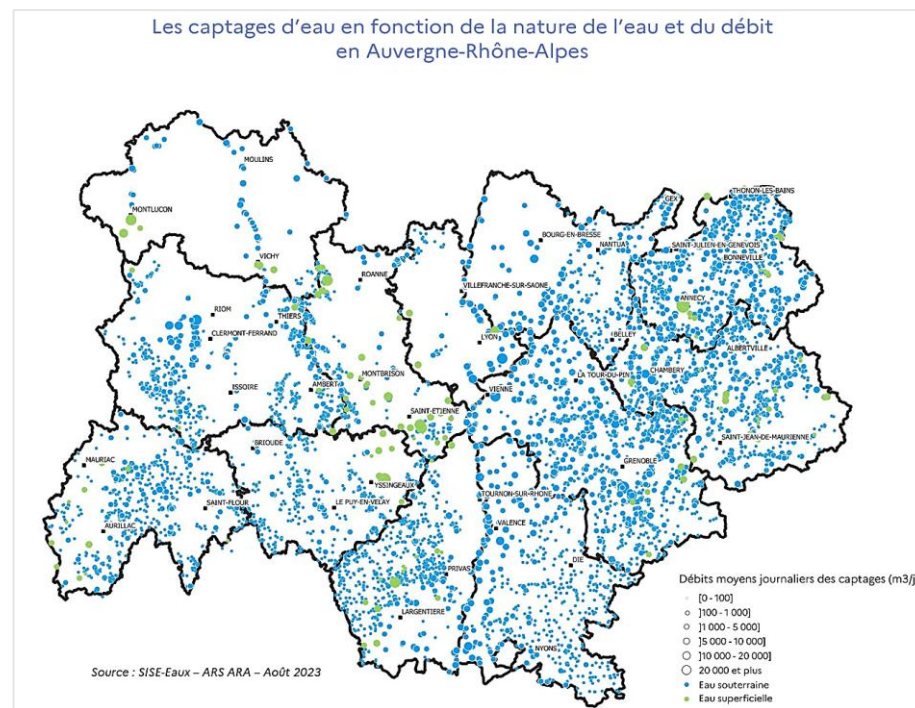 Les captages d'eau en fonction de la nature de l'eau et du débit
en Auvergne-Rhône-Alpes
MOULINS
MONTLUCON
VICHY
ROANNE
BOURG-EN-BRESSE
NANTUA
GEX
THONON-LES-BAINS
SAINT-JULIEN-EN-GENEVOIS
BONNEVILLE
VILLEFRANCHE-SUR-SAONE
ANNECY
RIOM
THIERS
CLERMONT-FERRAND
LYON
BELLEY
ALBERTVILLE
ISSOIRE
AMBERT
MONTBRISON
VIENNE
LA TOUR-DU-PIN
CHAMBERY
SAINT-ETIENNE
SAINT-JEAN-DE-MAURIENNE
BRIOUDE
MAURIAC
YSSINGEAUX
GRENOBLE
SAINT-FLOUR
LE PUY-EN-VELAY
TOURNON-SUR-RHONE
AURILLAC
VALENCE
PRIVAS
DIE
LARGENTIERE
NYONS
Débits moyens journaliers des captages (m3/j
[0 - 100]
]100 - 1 000]
]1 000 - 5 000]
]5 000 - 10 000]
]10 000 - 20 000]
20 000 et plus
Eau souterraine
Eau superficielle
Source : SISE-Eaux – ARS ARA – Août 2023